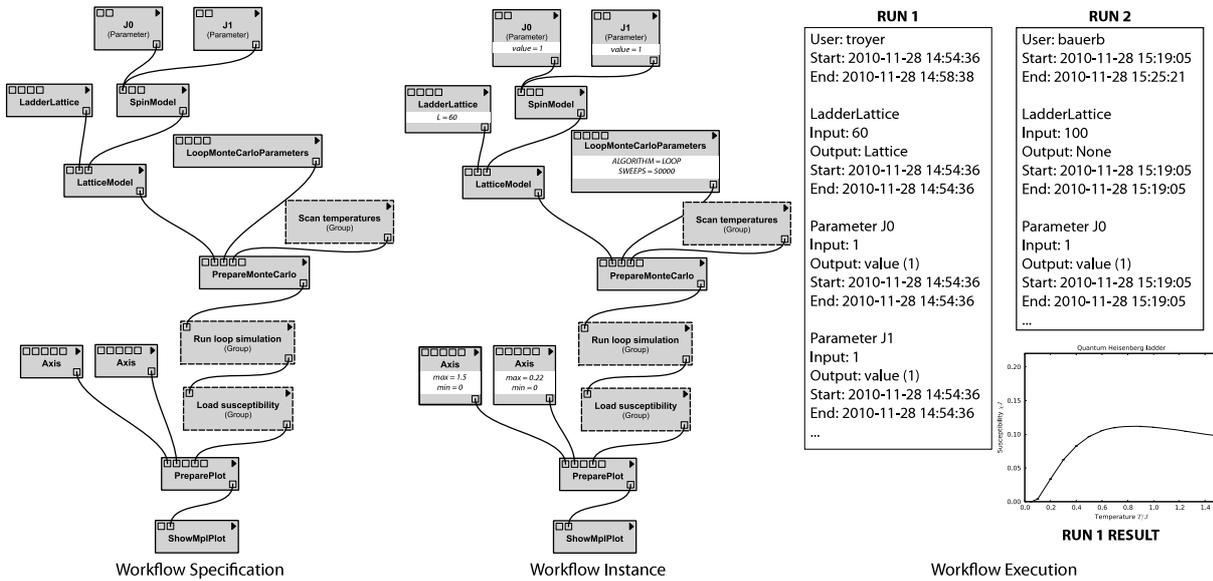 J0
(Parameter)
J1
(Parameter)
LadderLattice
SpinModel
LoopMonteCarloParameters
LatticeModel
Scan temperatures
(Group)
PrepareMonteCarlo
Run loop simulation
(Group)
Axis
Axis
Load susceptibility
(Group)
PreparePlot
ShowMplPlot
Workflow Specification
J0
(Parameter)
value = 1
J1
(Parameter)
value = 1
LadderLattice
L = 60
SpinModel
LoopMonteCarloParameters
ALGORITHM = LOOP
SWEEPS = 50000
LatticeModel
Scan temperatures
(Group)
PrepareMonteCarlo
Run loop simulation
(Group)
Axis
max = 1.5
min = 0
Axis
max = 0.22
min = 0
Load susceptibility
(Group)
PreparePlot
ShowMplPlot
Workflow Instance
RUN 1
User: troyer
Start: 2010-11-28 14:54:36
End: 2010-11-28 14:58:38
LadderLattice
Input: 60
Output: Lattice
Start: 2010-11-28 14:54:36
End: 2010-11-28 14:54:36
Parameter J0
Input: 1
Output: value (1)
Start: 2010-11-28 14:54:36
End: 2010-11-28 14:54:36
Parameter J1
Input: 1
Output: value (1)
Start: 2010-11-28 14:54:36
End: 2010-11-28 14:54:36
...
RUN 2
User: bauerb
Start: 2010-11-28 15:19:05
End: 2010-11-28 15:25:21
LadderLattice
Input: 100
Output: None
Start: 2010-11-28 15:19:05
End: 2010-11-28 15:19:05
Parameter J0
Input: 1
Output: value (1)
Start: 2010-11-28 15:19:05
End: 2010-11-28 15:19:05
...
Quantum Heisenberg ladder
0.20
0.15
0.10
0.05
0.00
Susceptibility χJ
0.0 0.2 0.4 0.6 0.8 1.0 1.2 1.4
Temperature T/J
RUN 1 RESULT
Workflow Execution